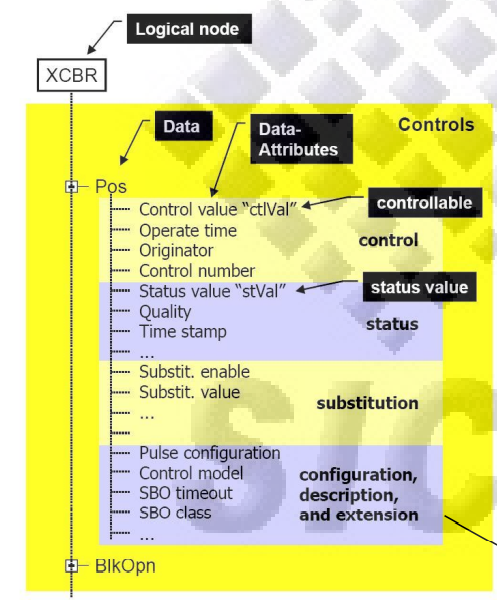 Logical node
XCBR
Data
Data-
Attributes
Controls
Pos
Control value "ctlVal"
controllable
Operate time
Originator
control
Control number
Status value "stVal"
status value
Quality
Time stamp
status
...
Substit. enable
Substit. value
substitution
...
Pulse configuration
Control model
configuration,
SBO timeout
description,
SBO class
and extension
...
BlkOpn
SIC